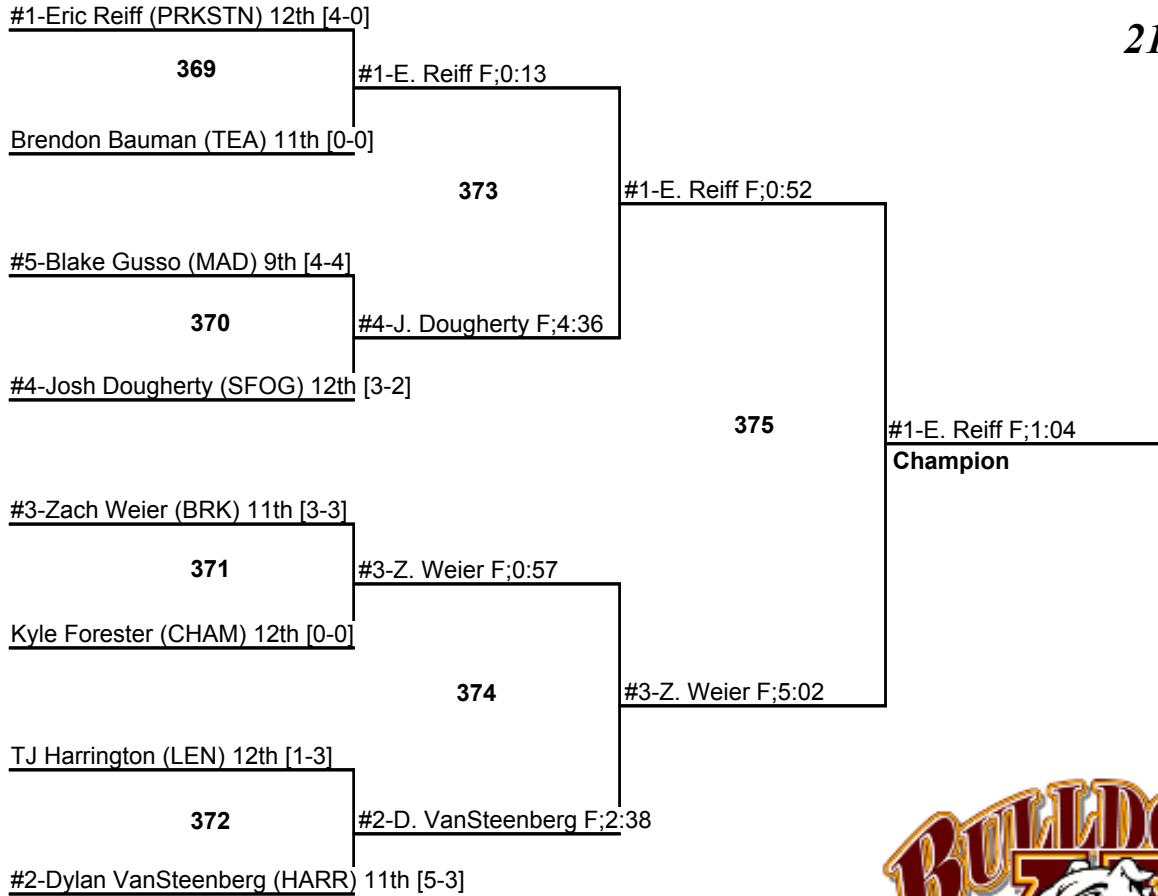 #1-Eric Reiff (PRKSTN) 12th [4-0]
21
369
#1-E. Reiff F;0:13
Brendon Bauman (TEA) 11th [0-0]
373
#1-E. Reiff F;0:52
#5-Blake Gusso (MAD) 9th [4-4]
370
#4-J. Dougherty F;4:36
#4-Josh Dougherty (SFOG) 12th [3-2]
375
#1-E. Reiff F;1:04
Champion
#3-Zach Weier (BRK) 11th [3-3]
371
#3-Z. Weier F;0:57
Kyle Forester (CHAM) 12th [0-0]
374
#3-Z. Weier F;5:02
TJ Harrington (LEN) 12th [1-3]
372
#2-D. VanSteenberg F;2:38
#2-Dylan VanSteenberg (HARR) 11th [5-3]
BULLDO